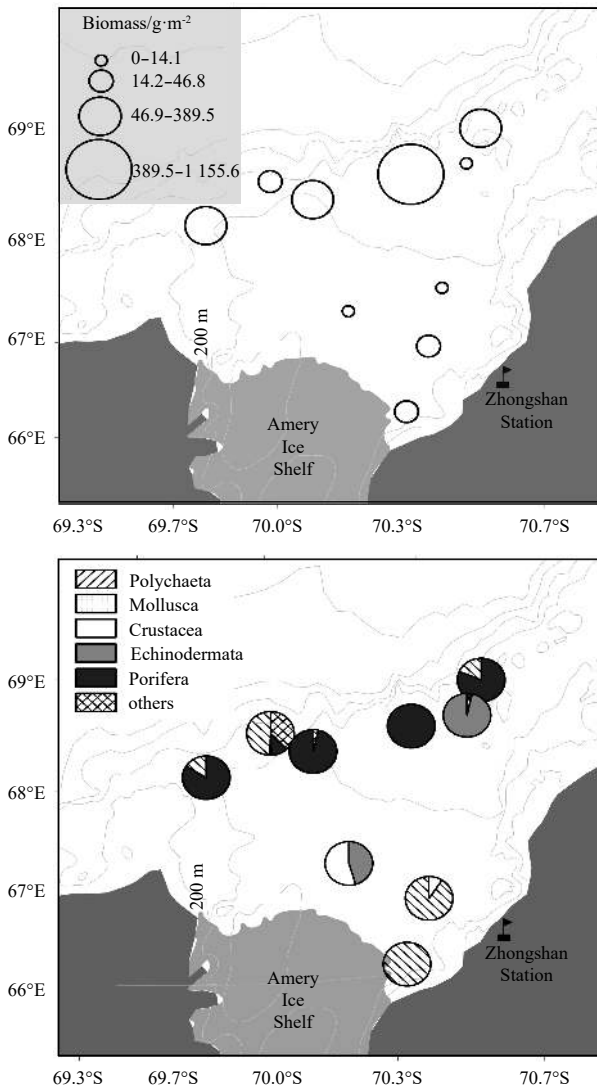 Biomass/g·m⁻²
0–14.1
14.2–46.8
46.9–389.5
389.5–1 155.6
69°E
68°E
67°E
66°E
200 m
Amery
Ice
Shelf
Zhongshan
Station
69.3°S 69.7°S 70.0°S 70.3°S 70.7°S
Polychaeta
Mollusca
Crustacea
Echinodermata
Porifera
others
69°E
68°E
67°E
66°E
200 m
Amery
Ice
Shelf
Zhongshan
Station
69.3°S 69.7°S 70.0°S 70.3°S 70.7°S